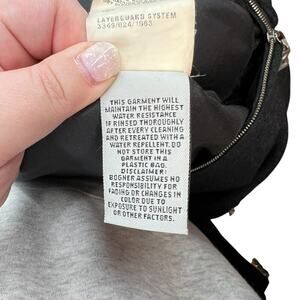 LAYERGUARD SYSTEM
3349/024/1963
THIS GARMENT WILL
MAINTAIN THE HIGHEST
WATER RESISTANCE
IF RINSED THOROUGHLY
AFTER EVERY CLEANING
AND RETREATED WITH A
WATER REPELLENT. DO
NOT STORE THIS
GARMENT IN A
PLASTIC BAG.
DISCLAIMER:
BOGNER ASSUMES NO
RESPONSIBILITY FOR
FADING OR CHANGES IN
COLOR DUE TO
EXPOSURE TO SUNLIGHT
OR OTHER FACTORS.